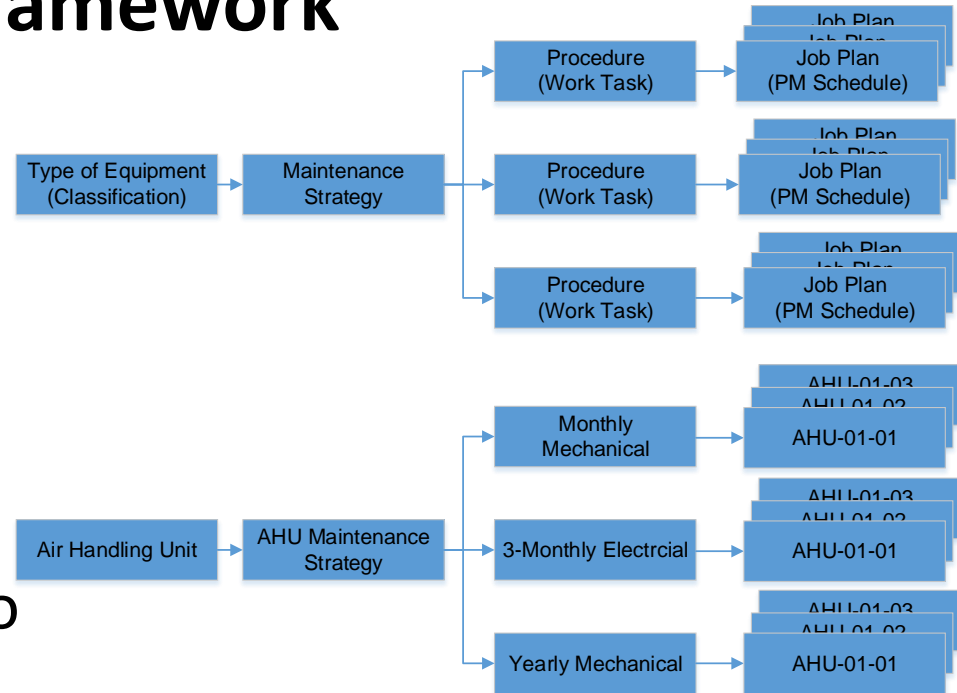 amework
Job Plan
Job Plan
Job Plan
(PM Schedule)
Procedure
(Work Task)
Job Plan
Job Plan
Job Plan
(PM Schedule)
Type of Equipment
(Classification)
Maintenance
Strategy
Procedure
(Work Task)
Job Plan
Job Plan
Job Plan
(PM Schedule)
Procedure
(Work Task)
AHU-01-03
AHU-01-02
AHU-01-01
Monthly
Mechanical
AHU-01-03
AHU-01-02
AHU-01-01
Air Handling Unit
AHU Maintenance
Strategy
3-Monthly Electrcial
o
AHU-01-03
AHU-01-02
AHU-01-01
Yearly Mechanical